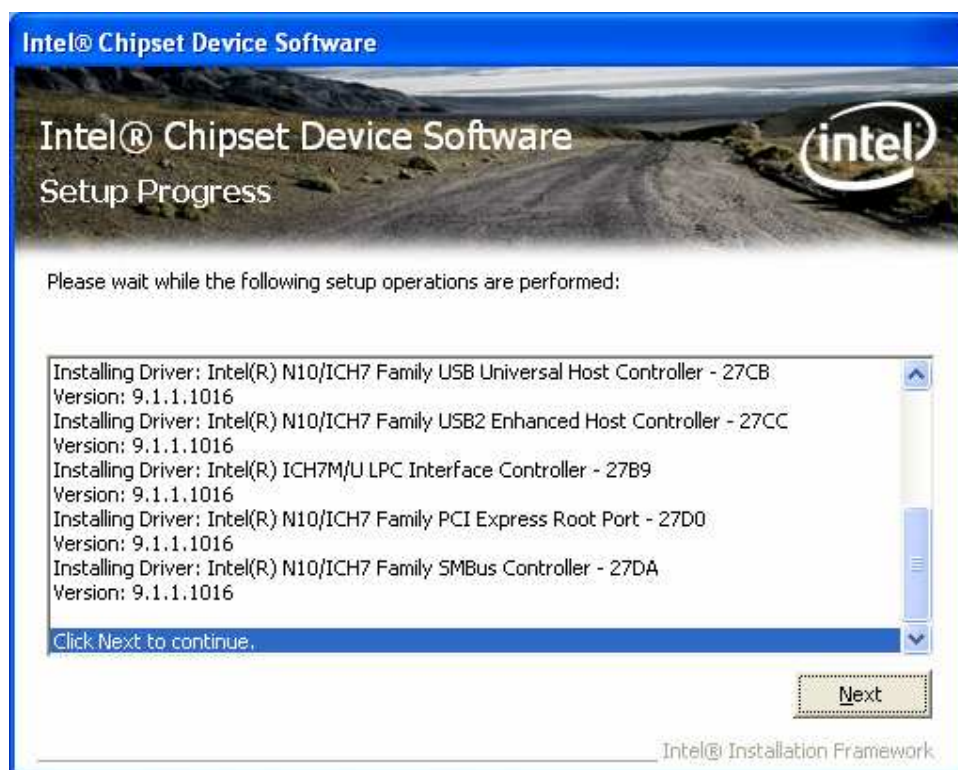 Intel® Chipset Device Software
Intel® Chipset Device Software
intel
Setup Progress
Please wait while the following setup operations are performed:
Installing Driver: Intel(R) N10/ICH7 Family USB Universal Host Controller - 27CB
Version: 9.1.1.1016
Installing Driver: Intel(R) N10/ICH7 Family USB2 Enhanced Host Controller - 27CC
Version: 9.1.1.1016
Installing Driver: Intel(R) ICH7M/U LPC Interface Controller - 27B9
Version: 9.1.1.1016
Installing Driver: Intel(R) N10/ICH7 Family PCI Express Root Port - 27D0
Version: 9.1.1.1016
Installing Driver: Intel(R) N10/ICH7 Family SMBus Controller - 27DA
Version: 9.1.1.1016
Click Next to continue.
Next
Intel® Installation Framework